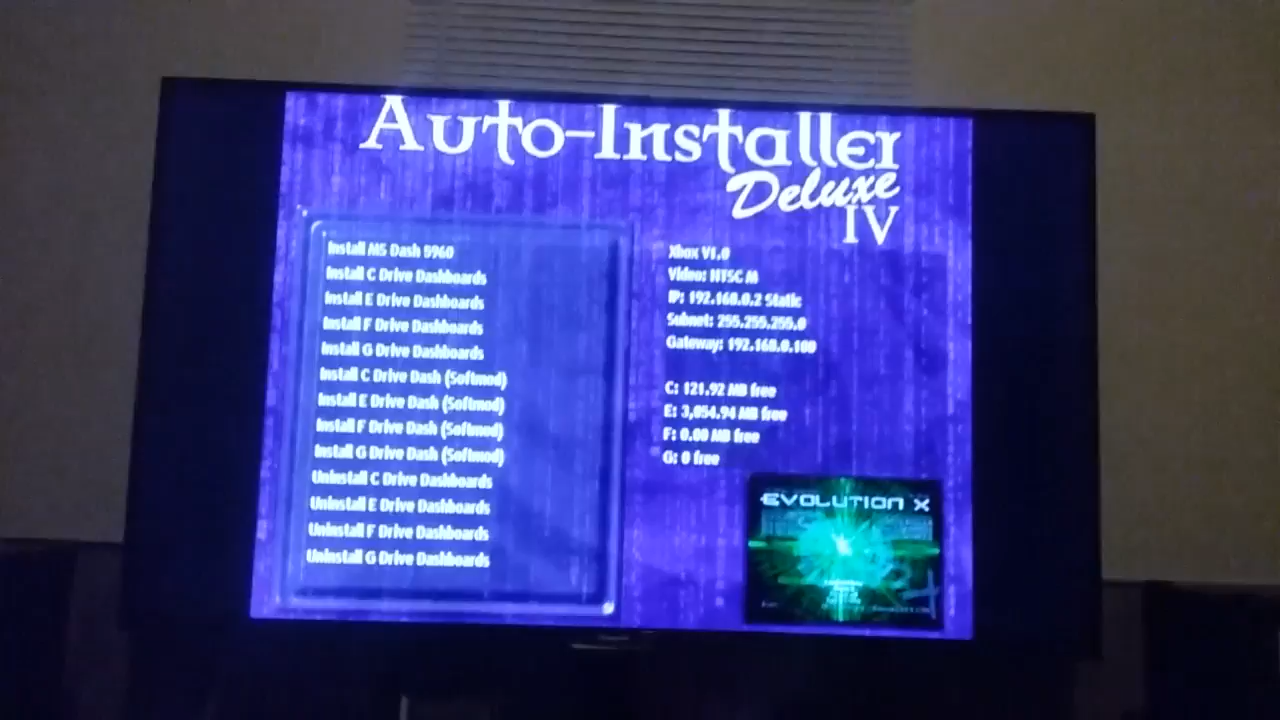 Auto-Installer
Deluxe
IV
Install MS Dash 5960
Install C Drive Dashboards
Install E Drive Dashboards
Install F Drive Dashboards
Install G Drive Dashboards
Install C Drive Dash (Softmod)
Install E Drive Dash (Softmod)
Install F Drive Dash (Softmod)
Install G Drive Dash (Softmod)
Uninstall C Drive Dashboards
Uninstall E Drive Dashboards
Uninstall F Drive Dashboards
Uninstall G Drive Dashboards
Xbox V1.0
Video: NTSC M
IP: 192.168.0.2 Static
Subnet: 255.255.255.0
Gateway: 192.168.0.100
C: 121.92 MB free
E: 3,054.94 MB free
F: 0.00 MB free
G: 0 free
EVOLUTION X